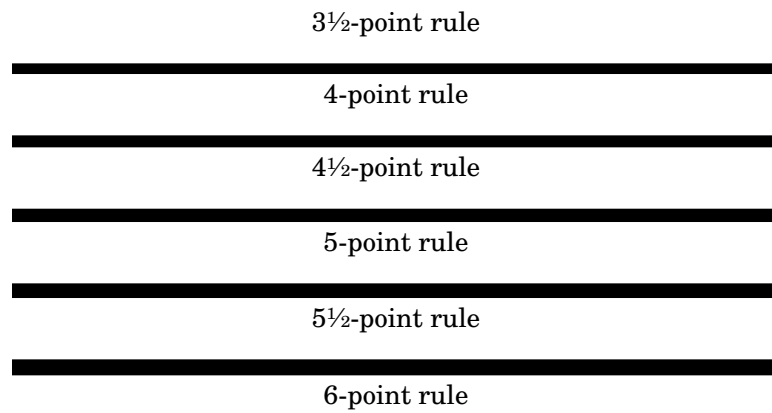 3½-point rule
4-point rule
4½-point rule
5-point rule
5½-point rule
6-point rule